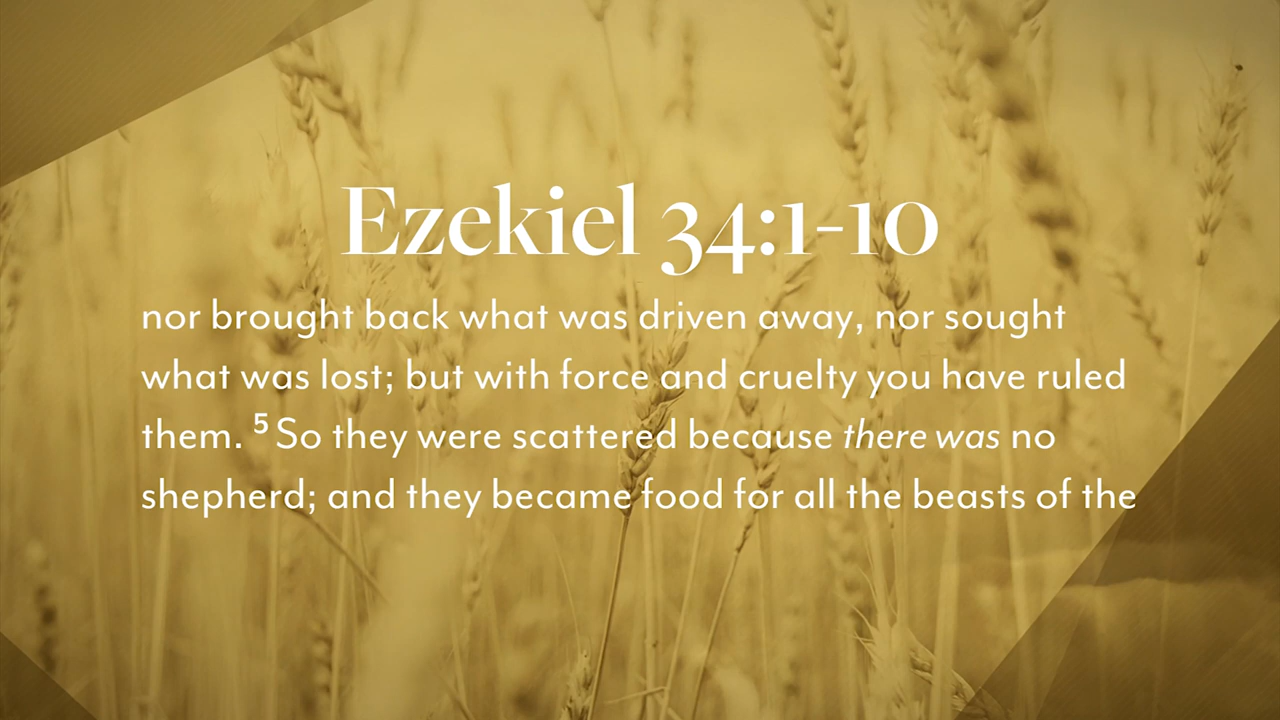 Ezekiel 34:1-10
nor brought back what was driven away, nor sought
what was lost; but with force and cruelty you have ruled
them. ⁵ So they were scattered because there was no
shepherd; and they became food for all the beasts of the